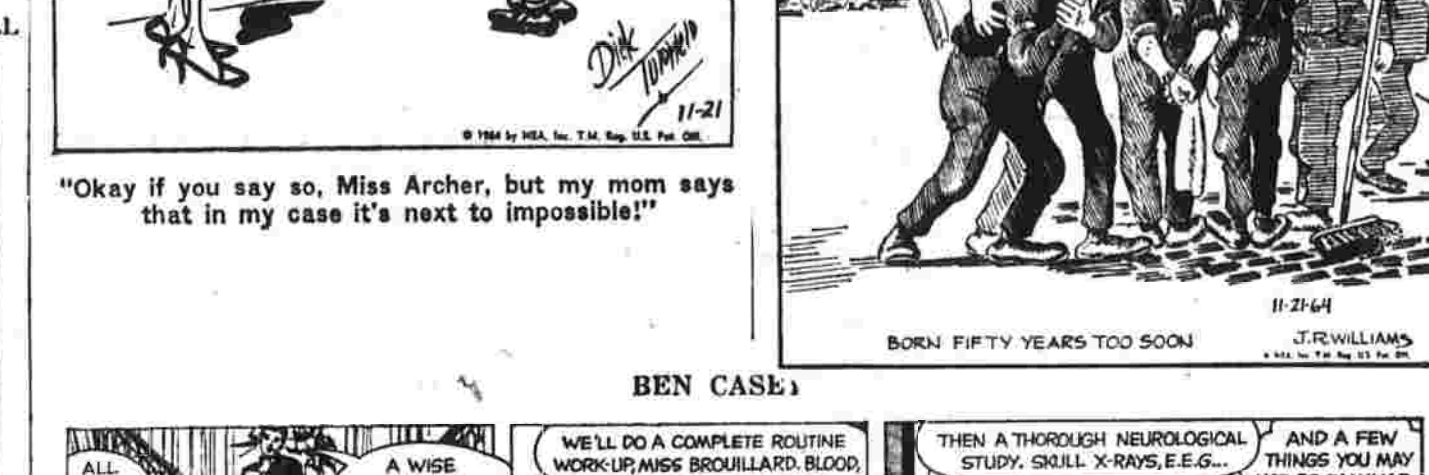 Dick
Turner
11-21
© 1964 by NEA, Inc. T.M. Reg. U.S. Pat. Off.
"Okay if you say so, Miss Archer, but my mom says
that in my case it's next to impossible!"
11-21-64
BORN FIFTY YEARS TOO SOON
J.R.WILLIAMS
BEN CASEY
ALL
A WISE
WE'LL DO A COMPLETE ROUTINE
WORK-UP, MISS BROUILLARD. BLOOD,
THEN A THOROUGH NEUROLOGICAL
STUDY. SKULL X-RAYS, E.E.G...
AND A FEW
THINGS YOU MAY